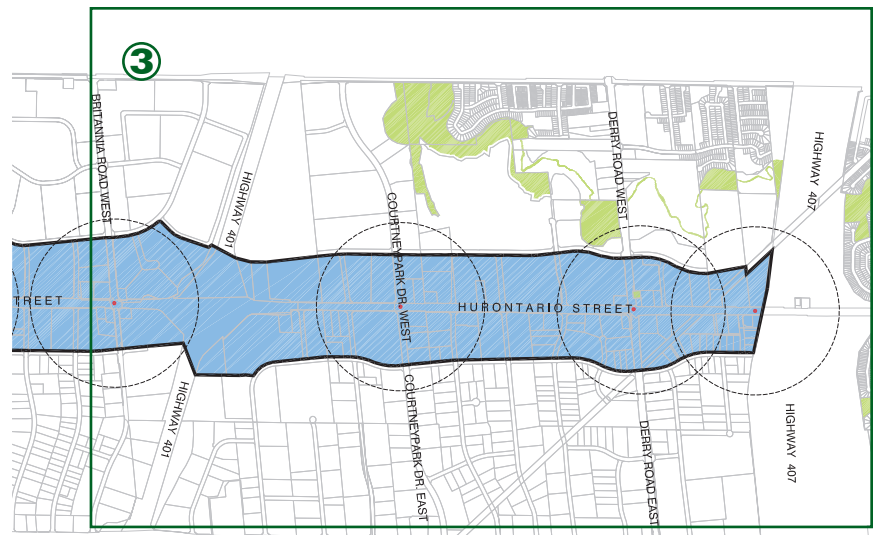 3
BRITANNIA ROAD WEST
HIGHWAY 401
COURTNEYPARK DR. WEST
DERRY ROAD WEST
HIGHWAY 407
TREET
HURONTARIO STREET
HIGHWAY 401
COURTNEYPARK DR. EAST
DERRY ROAD EAST
HIGHWAY 407